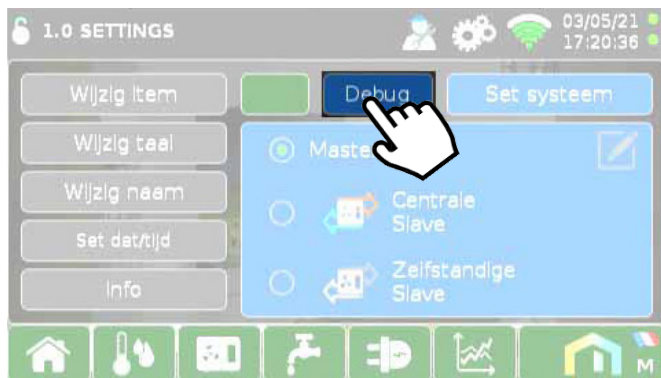 1.0 SETTINGS
03/05/21
17:20:36
Wijzig item
Debug
Set systeem
Wijzig taal
Wijzig naam
Centrale
Slave
Set dat/tijd
Zelfstandige
Slave
Info
M